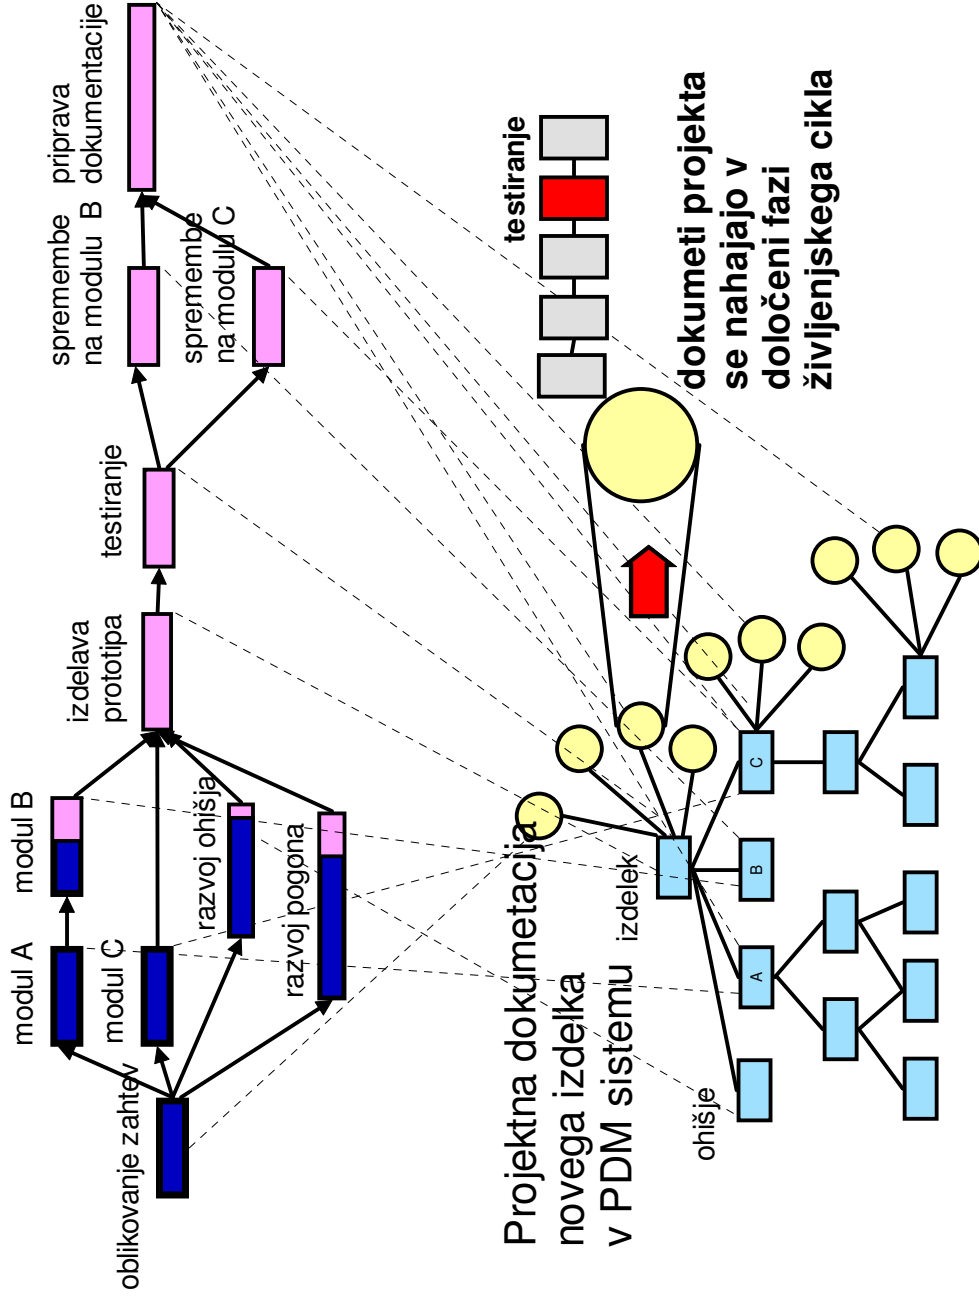 oblikovanje zahtev
modul A
modul B
modul C
razvoj ohišja
razvoj pogona
izdelava
prototipa
testiranje
spremembe
na modulu B
spremembe
na modulu C
priprava
dokumentacije
Projektna dokumetacija
novega izdelka
v PDM sistemu
izdelek
ohišje
A
B
C
testiranje
dokumeti projekta
se nahajajo v
določeni fazi
življenjskega cikla